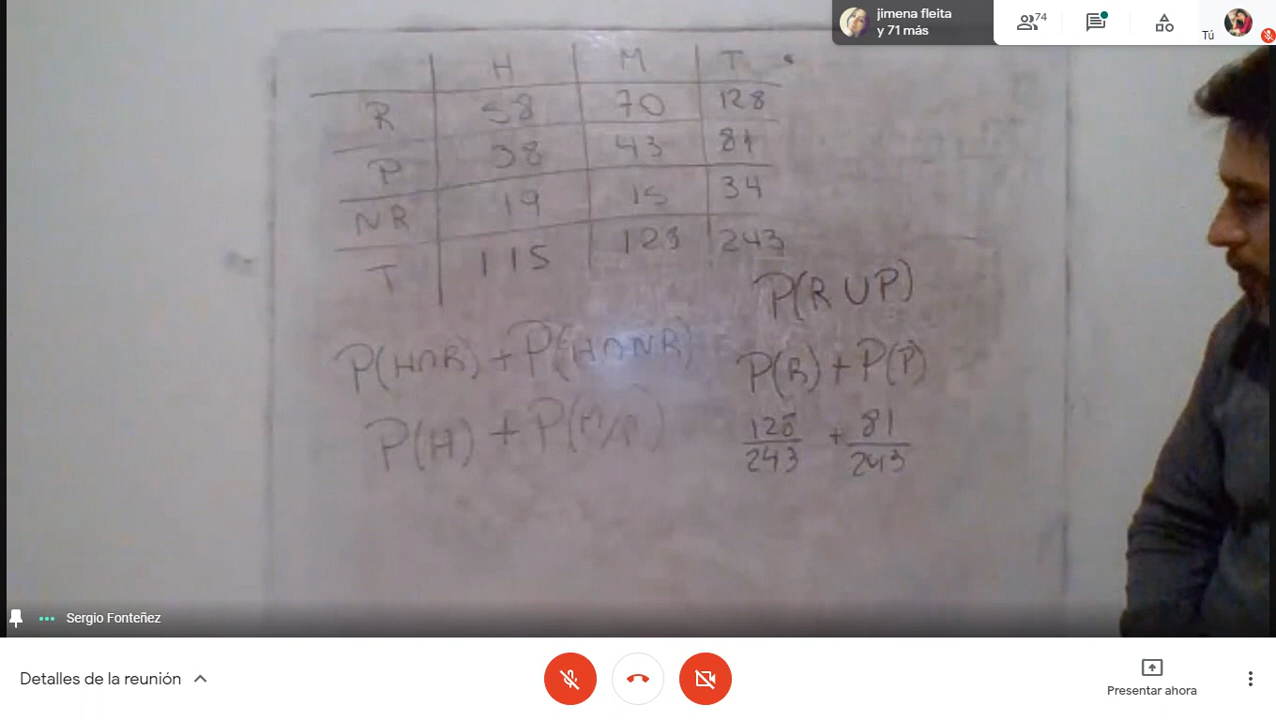 jimena fleita
y 71 más
74
Tú
H M T
R 58 70 128
P 38 43 81
NR 19 15 34
T 115 128 243
P(R ∪ P)
P(H∩R) + P(H∩NR)
P(R) + P(P)
P(H) + P(
128/243 + 81/243
Sergio Fonteñez
Detalles de la reunión
Presentar ahora